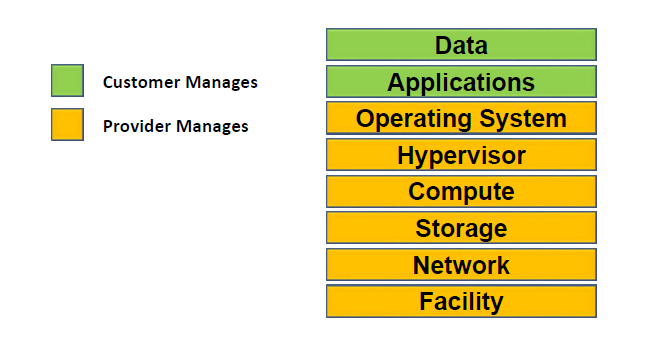 Customer Manages
Provider Manages
Data
Applications
Operating System
Hypervisor
Compute
Storage
Network
Facility